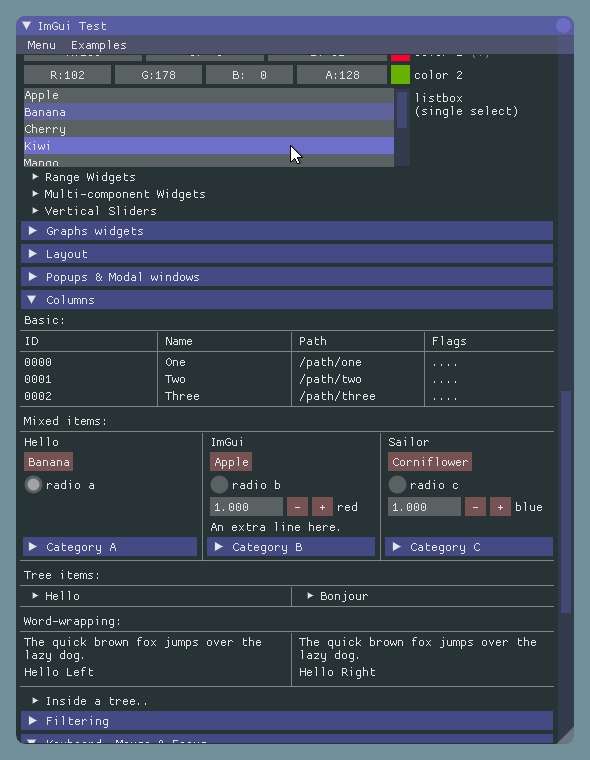 ImGui Test
Menu Examples
color 2
R:102 G:178 B: 0 A:128 color 2
Apple
Banana
Cherry
Kiwi
Mango
listbox
(single select)
Range Widgets
Multi-component Widgets
Vertical Sliders
Graphs widgets
Layout
Popups & Modal windows
Columns
Basic:
ID Name Path Flags
0000 One /path/one ....
0001 Two /path/two ....
0002 Three /path/three ....
Mixed items:
Hello ImGui Sailor
Banana Apple Corniflower
radio a radio b radio c
1.000 - + red 1.000 - + blue
An extra line here.
Category A Category B Category C
Tree items:
Hello Bonjour
Word-wrapping:
The quick brown fox jumps over the
lazy dog.
Hello Left
The quick brown fox jumps over the
lazy dog.
Hello Right
Inside a tree..
Filtering
Keyboard, Mouse & Focus